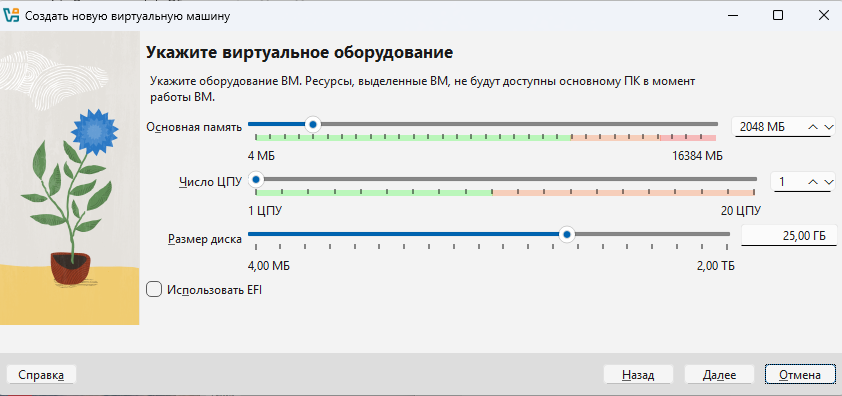 Создать новую виртуальную машину
Укажите виртуальное оборудование
Укажите оборудование ВМ. Ресурсы, выделенные ВМ, не будут доступны основному ПК в момент
работы ВМ.
Основная память
2048 МБ
4 МБ
16384 МБ
Число ЦПУ
1
1 ЦПУ
20 ЦПУ
Размер диска
25,00 ГБ
4,00 МБ
2,00 ТБ
Использовать EFI
Справка
Назад
Далее
Отмена